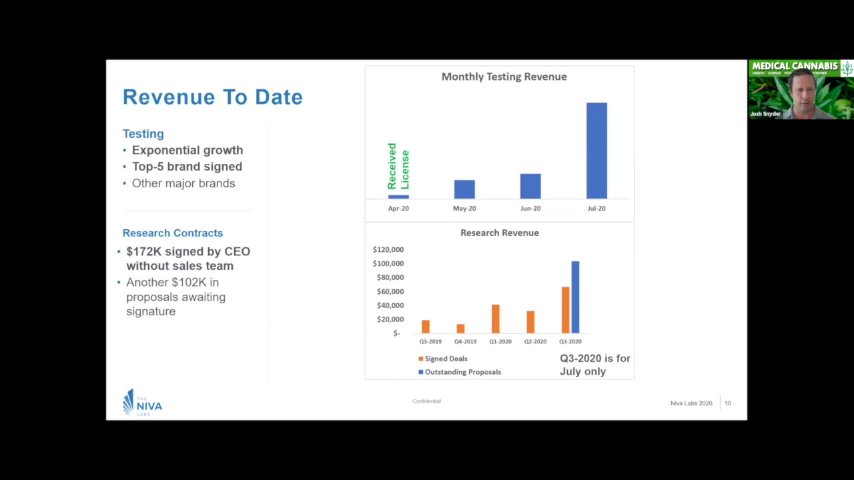 Revenue To Date
Testing
• Exponential growth
• Top-5 brand signed
• Other major brands
Research Contracts
• $172K signed by CEO
without sales team
• Another $102K in
proposals awaiting
signature
Monthly Testing Revenue
Received
License
Apr-20 May-20 Jun-20 Jul-20
Research Revenue
$120,000
$100,000
$80,000
$60,000
$40,000
$20,000
$-
Q3-2019 Q4-2019 Q1-2020 Q2-2020 Q3-2020
Signed Deals
Outstanding Proposals
Q3-2020 is for
July only
THE
NIVA
LABS
Confidential
Niva Labs 2020 10
MEDICAL CANNABIS
Josh Snyder